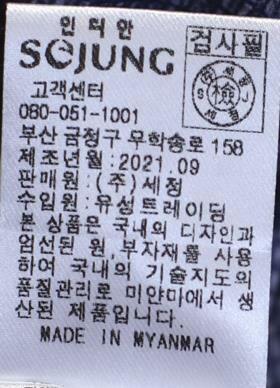 인터안
SEJUNG
검사필
세정
S 檢 J
세정
고객센터
080-051-1001
부산 금정구 무학송로 158
제조년월 : 2021.09
판매원 : (주)세정
수입원 : 유성트레이딩
본 상품은 국내의 디자인과
엄선된 원,부자재를 사용
하여 국내의 기술지도의
품질관리로 미얀마에서 생
산된 제품입니다.
MADE IN MYANMAR